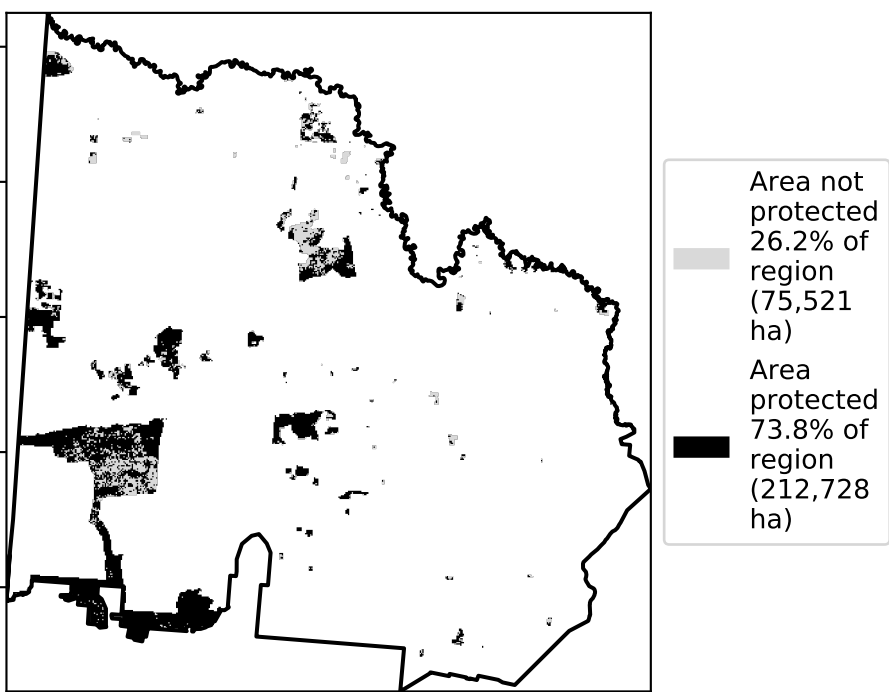 Area not
protected
26.2% of
region
(75,521
ha)
Area
protected
73.8% of
region
(212,728
ha)